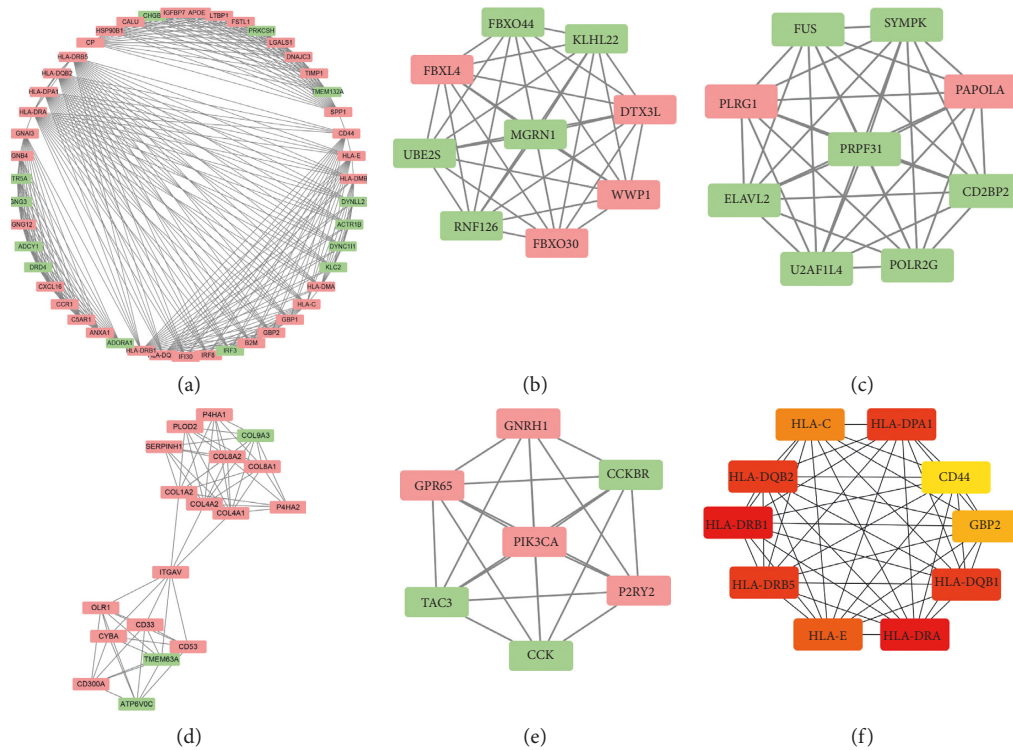 CHGB
IGFBP7
APOE
LTBP1
CALU
FSTL1
HSP90B1
PRKCSH
CP
LGALS1
HLA-DRB5
DNAJC3
HLA-DQB2
TIMP1
HLA-DPA1
TMEM132A
HLA-DRA
SPP1
GNAI3
CD44
GNB4
HLA-E
HLA-DMB
GNG3
DYNLL2
GNG12
ACTR1B
ADCY1
DYNC1I1
DRD4
KLC2
CXCL16
HLA-DMA
CCR1
HLA-C
C5AR1
GBP1
ANXA1
GBP2
ADORA1
B2M
HLA-DRB1
IFI30
IRF8
IRF3
(a)
FBXO44
KLHL22
FBXL4
DTX3L
MGRN1
UBE2S
WWP1
RNF126
FBXO30
(b)
FUS
SYMPK
PLRG1
PAPOLA
PRPF31
ELAVL2
CD2BP2
U2AF1L4
POLR2G
(c)
P4HA1
PLOD2
COL9A3
SERPINH1
COL8A2
COL8A1
COL1A2
COL4A2
COL4A1
P4HA2
ITGAV
OLR1
CD33
CYBA
CD53
TMEM63A
CD300A
ATP6V0C
(d)
GNRH1
CCKBR
GPR65
PIK3CA
P2RY2
TAC3
CCK
(e)
HLA-C
HLA-DPA1
HLA-DQB2
CD44
HLA-DRB1
GBP2
HLA-DRB5
HLA-DQB1
HLA-E
HLA-DRA
(f)